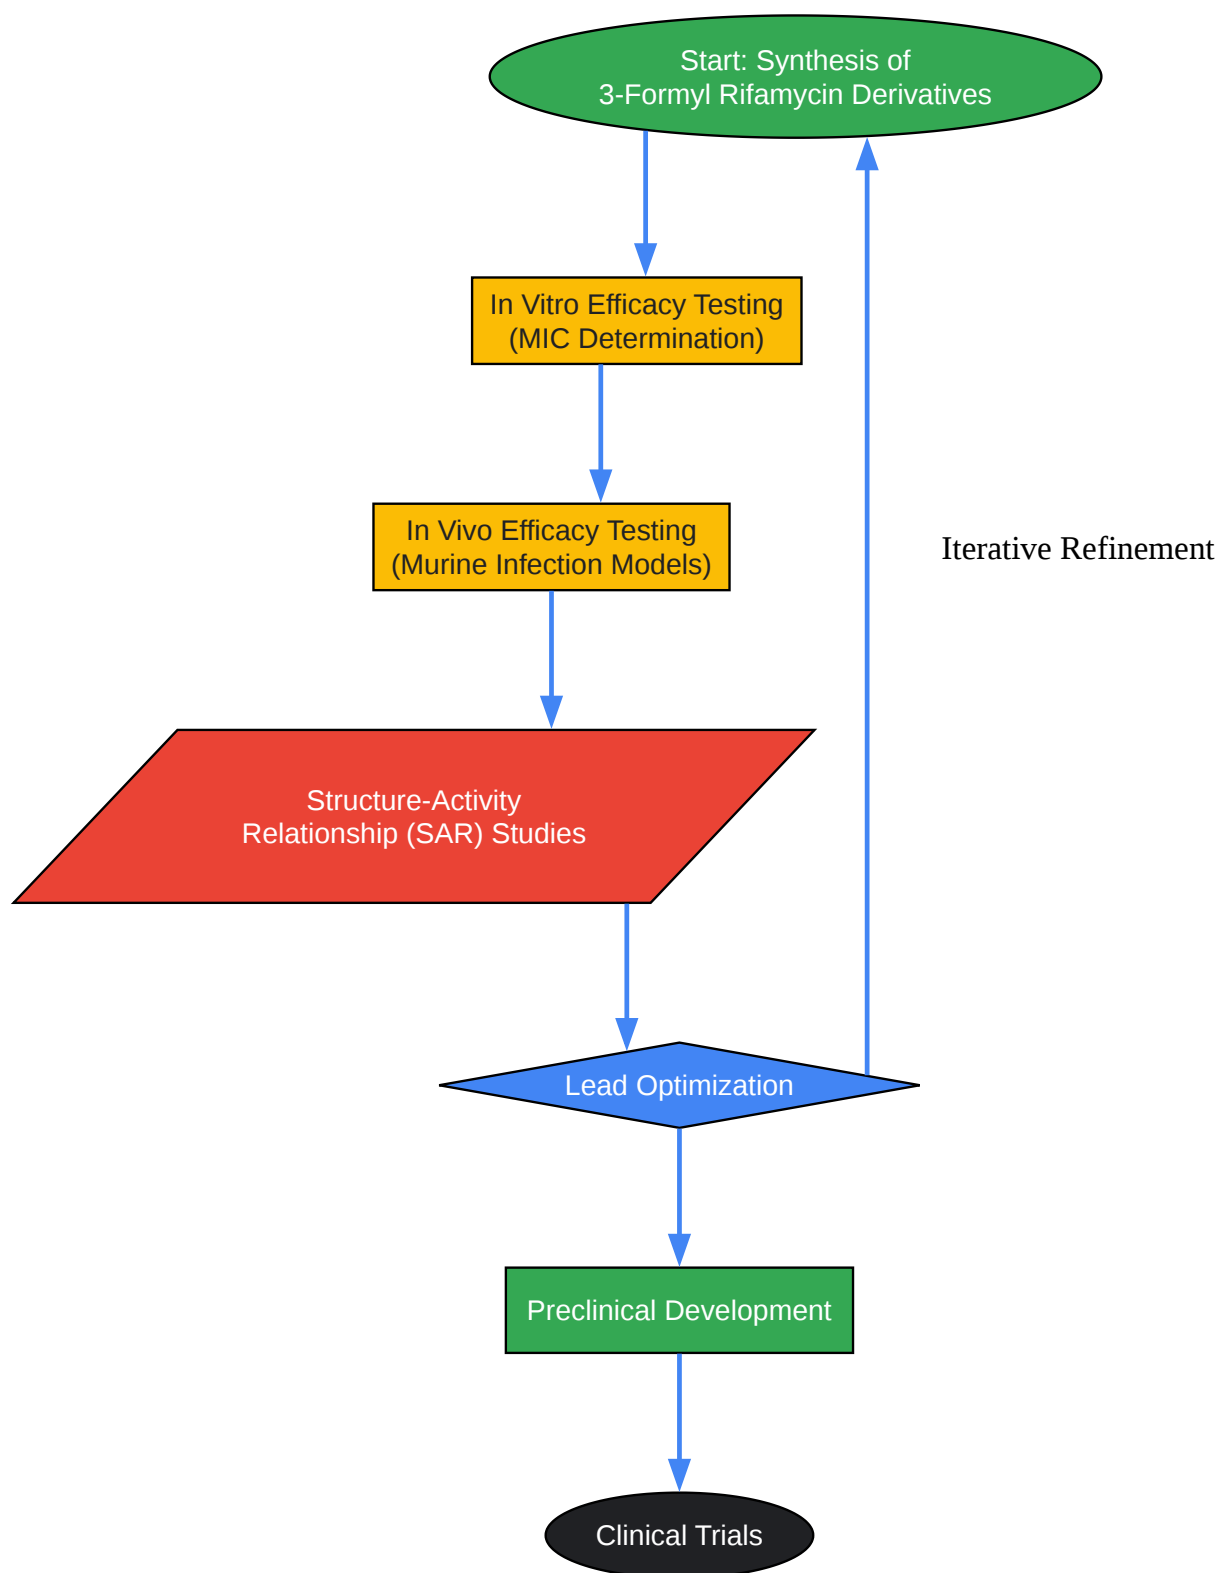 Start: Synthesis of
3-Formyl Rifamycin Derivatives
In Vitro Efficacy Testing
(MIC Determination)
In Vivo Efficacy Testing
(Murine Infection Models)
Iterative Refinement
Structure-Activity
Relationship (SAR) Studies
Lead Optimization
Preclinical Development
Clinical Trials